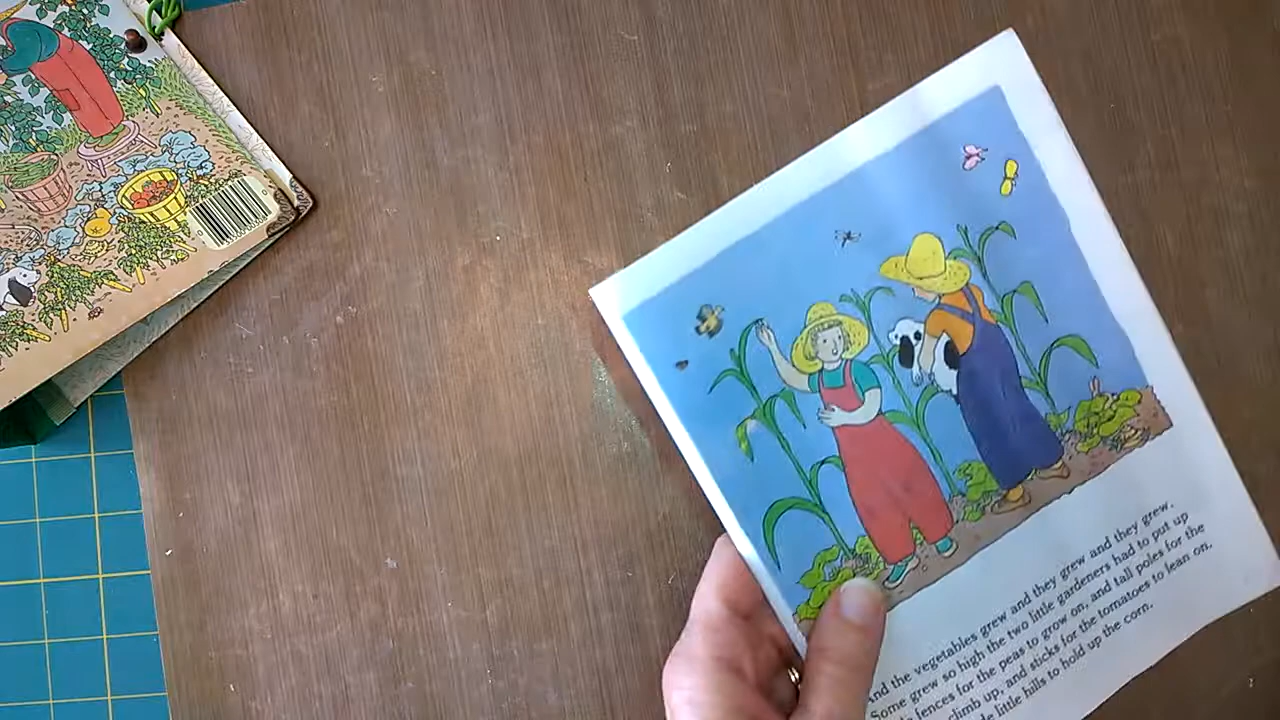 And the vegetables grew and they grew and they grew.
Some grew so high the two little gardeners had to put up
fences for the peas to grow on, and tall poles for the
climb up, and sticks for the tomatoes to lean on.
little hills to hold up the corn.